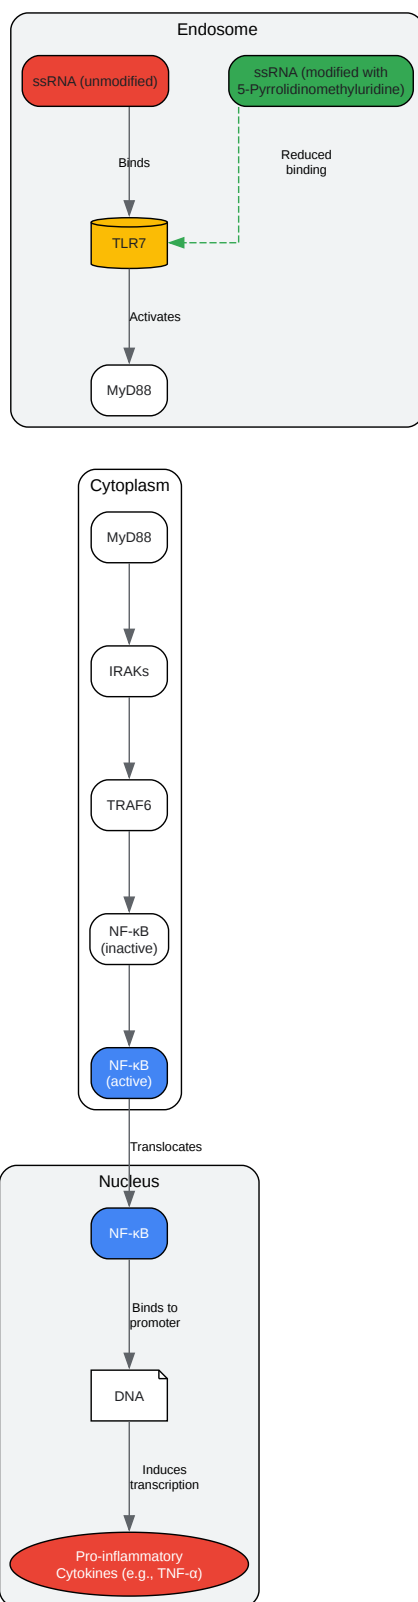 Endosome
ssRNA (unmodified)
ssRNA (modified with
5-Pyrrolidinomethyluridine)
Binds
Reduced
binding
TLR7
Activates
MyD88
Cytoplasm
MyD88
IRAKs
TRAF6
NF-κB
(inactive)
NF-κB
(active)
Translocates
Nucleus
NF-κB
Binds to
promoter
DNA
Induces
transcription
Pro-inflammatory
Cytokines (e.g., TNF-α)